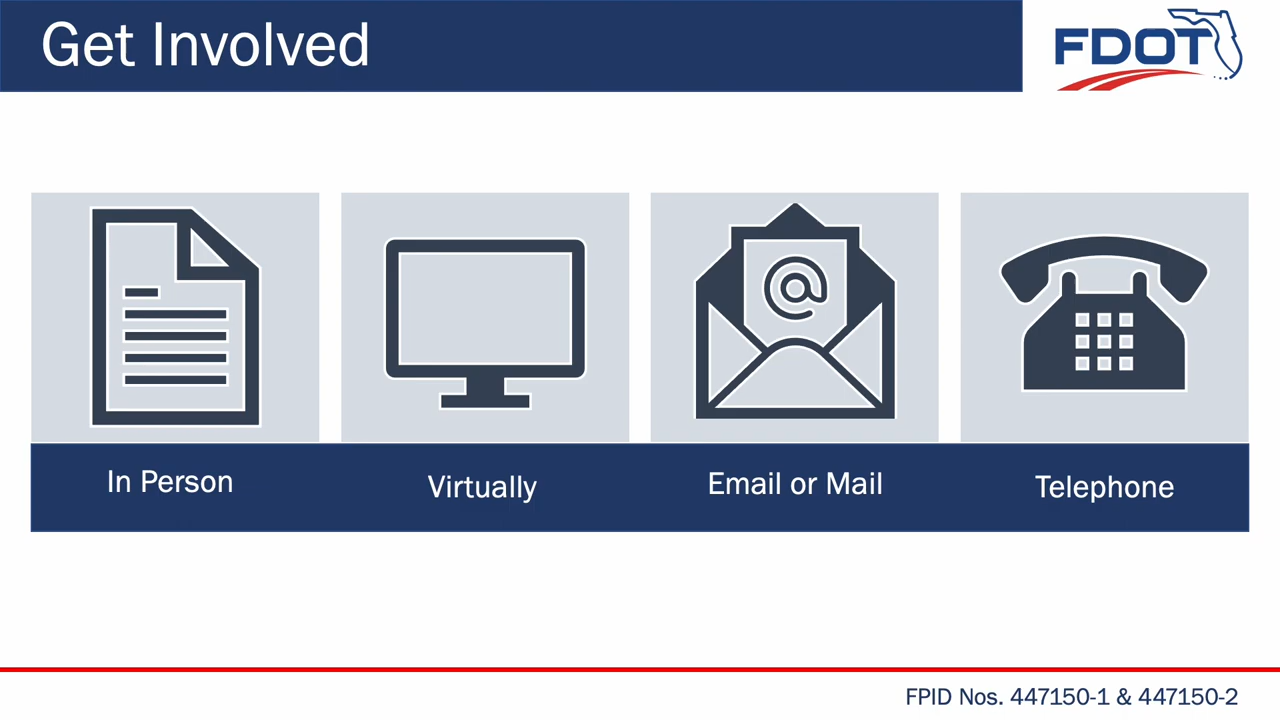 Get Involved
FDOT
@
In Person
Virtually
Email or Mail
Telephone
FPID Nos. 447150-1 & 447150-2